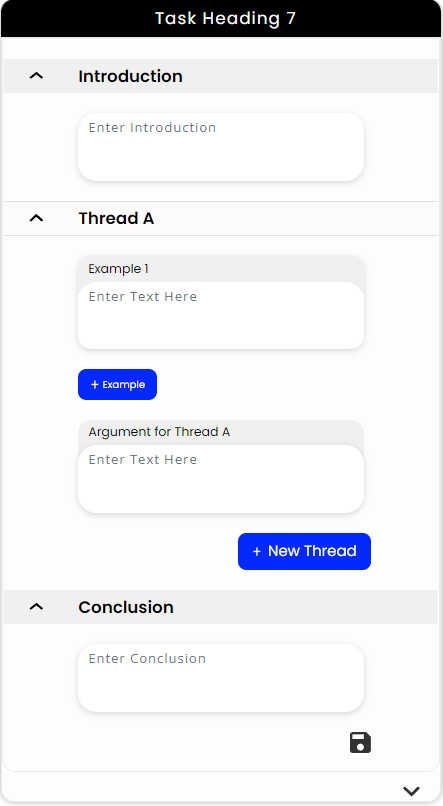 Task Heading 7
Introduction
Enter Introduction
Thread A
Example 1
Enter Text Here
+ Example
Argument for Thread A
Enter Text Here
+ New Thread
Conclusion
Enter Conclusion